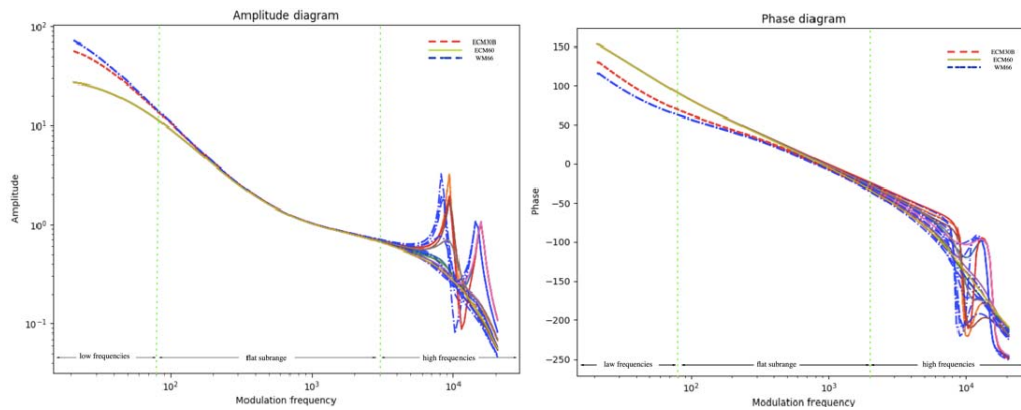 Amplitude diagram
10²
10¹
10⁰
10⁻¹
Amplitude
ECM30B
ECM60
WM66
low frequencies
flat subrange
high frequencies
10²
10³
10⁴
Modulation frequency
Phase diagram
150
100
50
0
−50
−100
−150
−200
−250
Phase
ECM30B
ECM60
WM66
low frequencies
flat subrange
high frequencies
10²
10³
10⁴
Modulation frequency